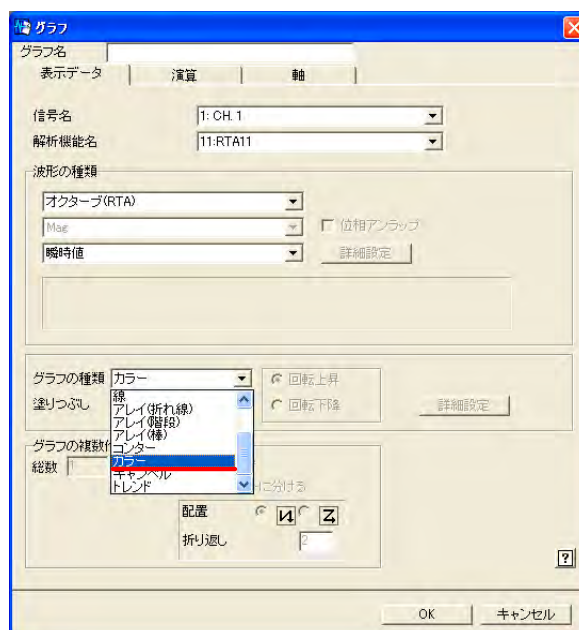 グラフ
グラフ名
表示データ 演算 軸
信号名 1: CH. 1
解析機能名 11:RTA11
波形の種類
オクターブ(RTA)
Mag 位相アンラップ
瞬時値 詳細設定
グラフの種類 カラー 回転上昇
塗りつぶし 回転下降 詳細設定
線
アレイ(折れ線)
アレイ(階段)
アレイ(棒)
コンター
カラー
キャンベル
トレンド
グラフの複数
総数 1
に分ける
配置
折り返し 2
?
OK キャンセル